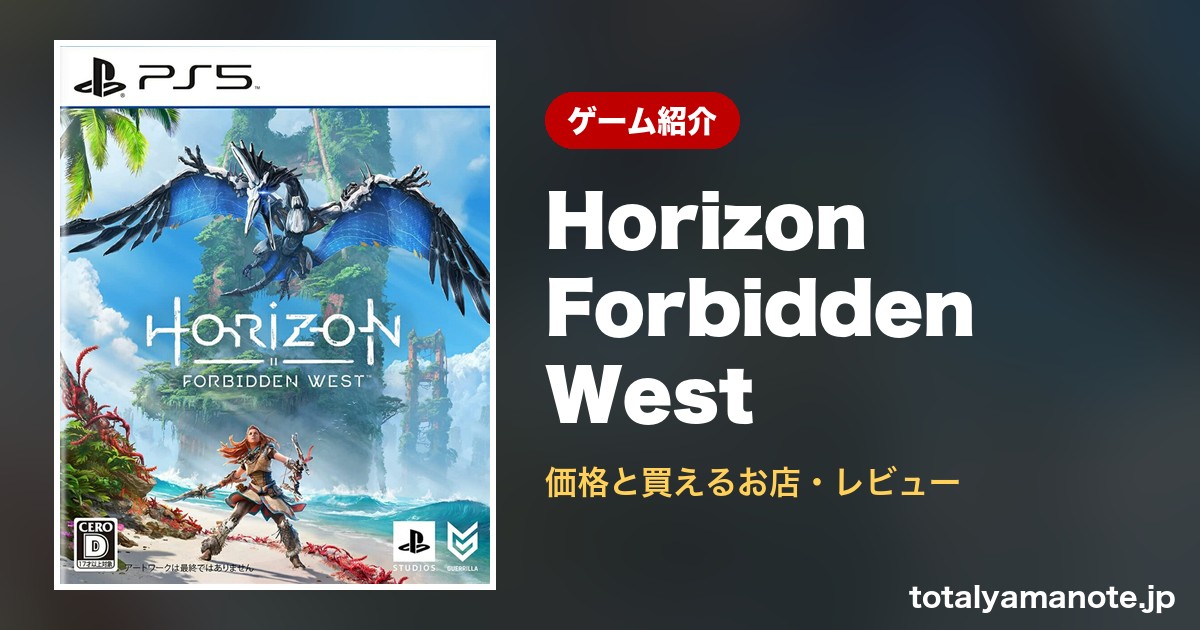 PS5
HORIZON
II
FORBIDDEN WEST™
CERO
D
17才以上対象
アートワークは最終ではありません
STUDIOS
GUERRILLA
ゲーム紹介
Horizon
Forbidden
West
価格と買えるお店・レビュー
totalyamanote.jp